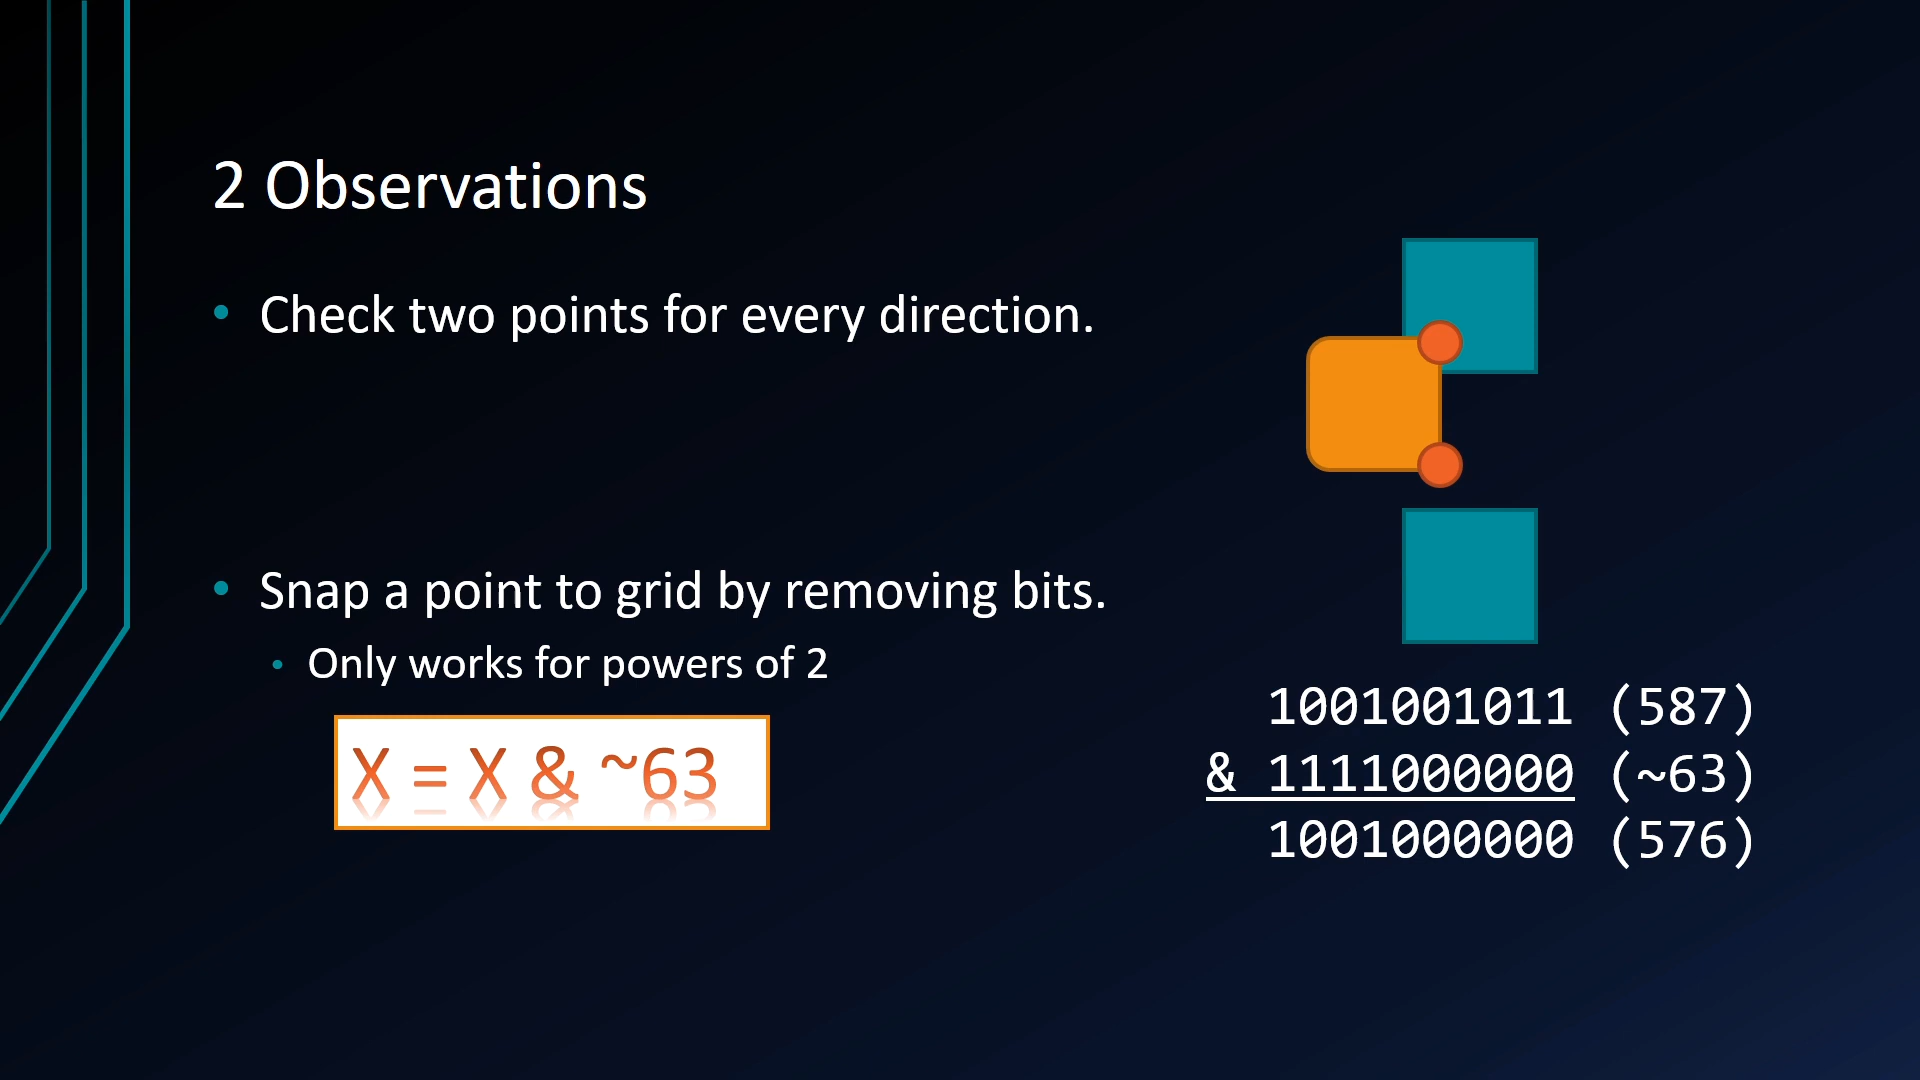 2 Observations
• Check two points for every direction.
• Snap a point to grid by removing bits.
• Only works for powers of 2
X = X & ~63
1001001011 (587)
& 1111000000 (~63)
1001000000 (576)